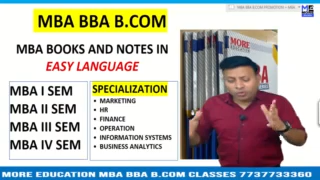 MBA BBA B.COM
MBA BOOKS AND NOTES IN
EASY LANGUAGE
MBA I SEM
MBA II SEM
MBA III SEM
MBA IV SEM
SPECIALIZATION
• MARKETING
• HR
• FINANCE
• OPERATION
• INFORMATION SYSTEMS
• BUSINESS ANALYTICS
MORE
MORE EDUCATION MBA BBA B.COM CLASSES 7737733360